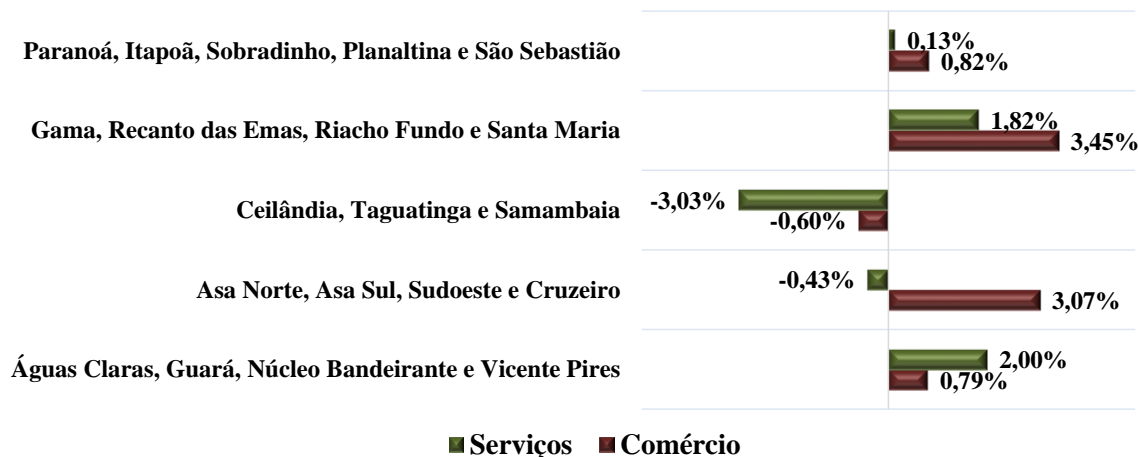 Paranoá, Itapoã, Sobradinho, Planaltina e São Sebastião
0,13%
0,82%
Gama, Recanto das Emas, Riacho Fundo e Santa Maria
1,82%
3,45%
Ceilândia, Taguatinga e Samambaia
-3,03%
-0,60%
Asa Norte, Asa Sul, Sudoeste e Cruzeiro
-0,43%
3,07%
Águas Claras, Guará, Núcleo Bandeirante e Vicente Pires
2,00%
0,79%
Serviços Comércio